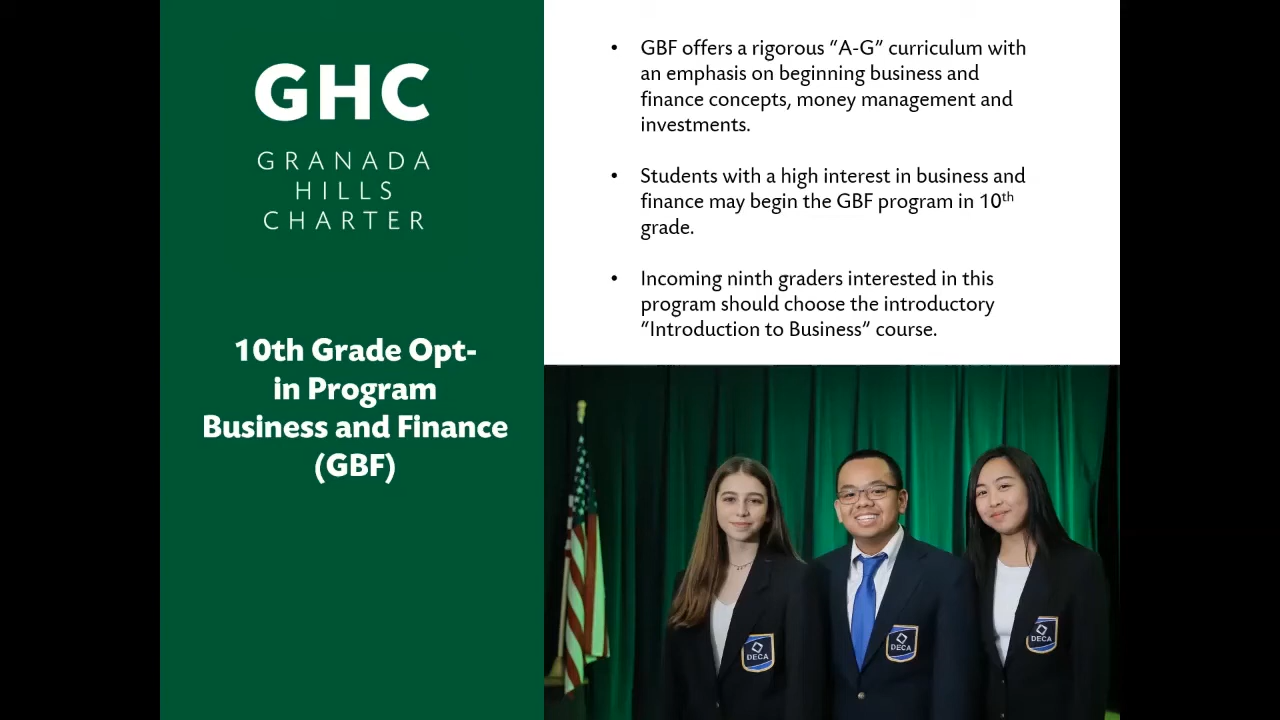 GHC
GRANADA
HILLS
CHARTER
10th Grade Opt-
in Program
Business and Finance
(GBF)
• GBF offers a rigorous “A-G” curriculum with
an emphasis on beginning business and
finance concepts, money management and
investments.
• Students with a high interest in business and
finance may begin the GBF program in 10th
grade.
• Incoming ninth graders interested in this
program should choose the introductory
“Introduction to Business” course.
DECA
DECA
DECA